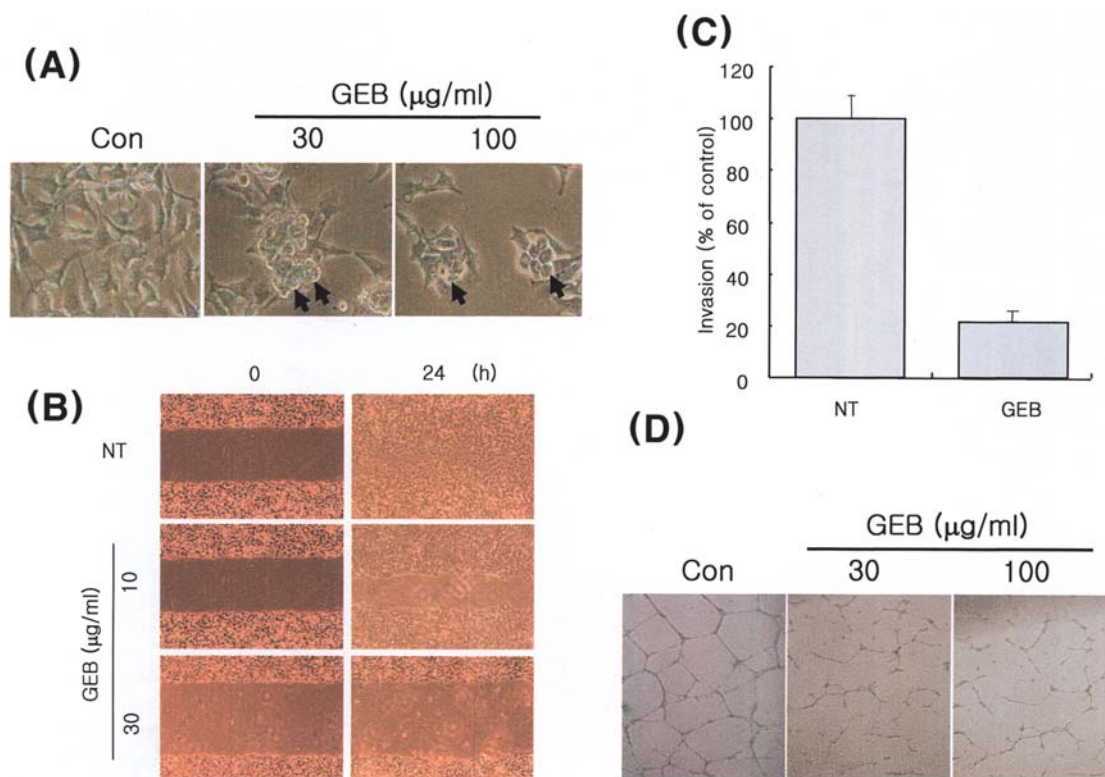 (A)
GEB (μg/ml)
Con 30 100
(B)
0 24 (h)
NT
GEB (μg/ml)
10
30
(C)
Invasion (% of control)
120
100
80
60
40
20
0
NT GEB
(D)
GEB (μg/ml)
Con 30 100